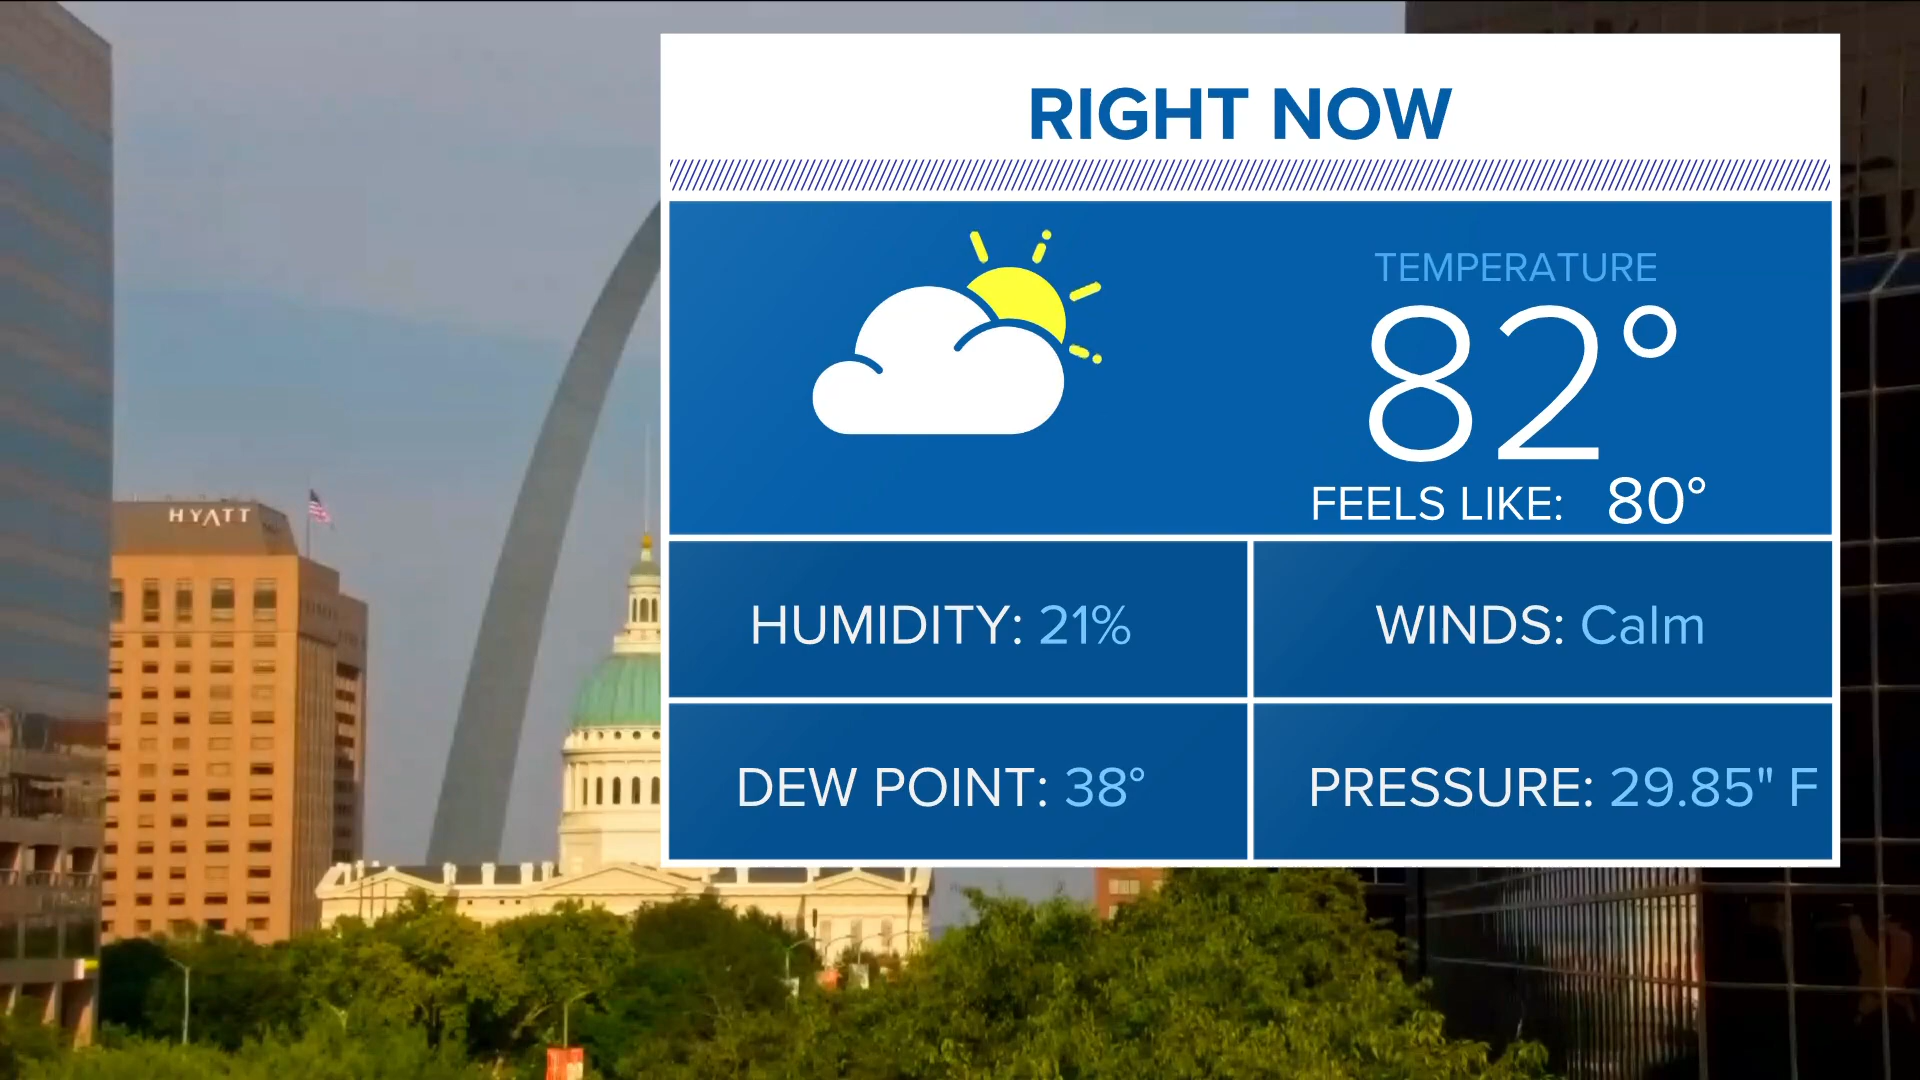 RIGHT NOW
TEMPERATURE
82°
FEELS LIKE: 80°
HYATT
HUMIDITY: 21%
WINDS: Calm
DEW POINT: 38°
PRESSURE: 29.85" F